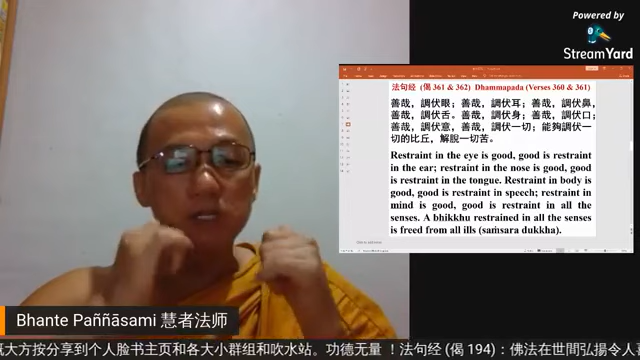 Powered by
StreamYard
法句经 (偈 361 & 362) Dhammapada (Verses 360 & 361)
善哉，調伏眼；善哉，調伏耳；善哉，調伏鼻，
善哉，調伏舌。善哉，調伏身；善哉，調伏口；
善哉，調伏意，善哉，調伏一切；能夠調伏一
切的比丘，解脫一切苦。
Restraint in the eye is good, good is restraint
in the ear; restraint in the nose is good, good
is restraint in the tongue. Restraint in body is
good, good is restraint in speech; restraint in
mind is good, good is restraint in all the
senses. A bhikkhu restrained in all the senses
is freed from all ills (saṁsara dukkha).
Bhante Paññāsami 慧者法师
大方按分享到个人脸书主页和各大小群组和吹水站。功德无量 ！法句经 (偈 194)：佛法在世間弘揚令人